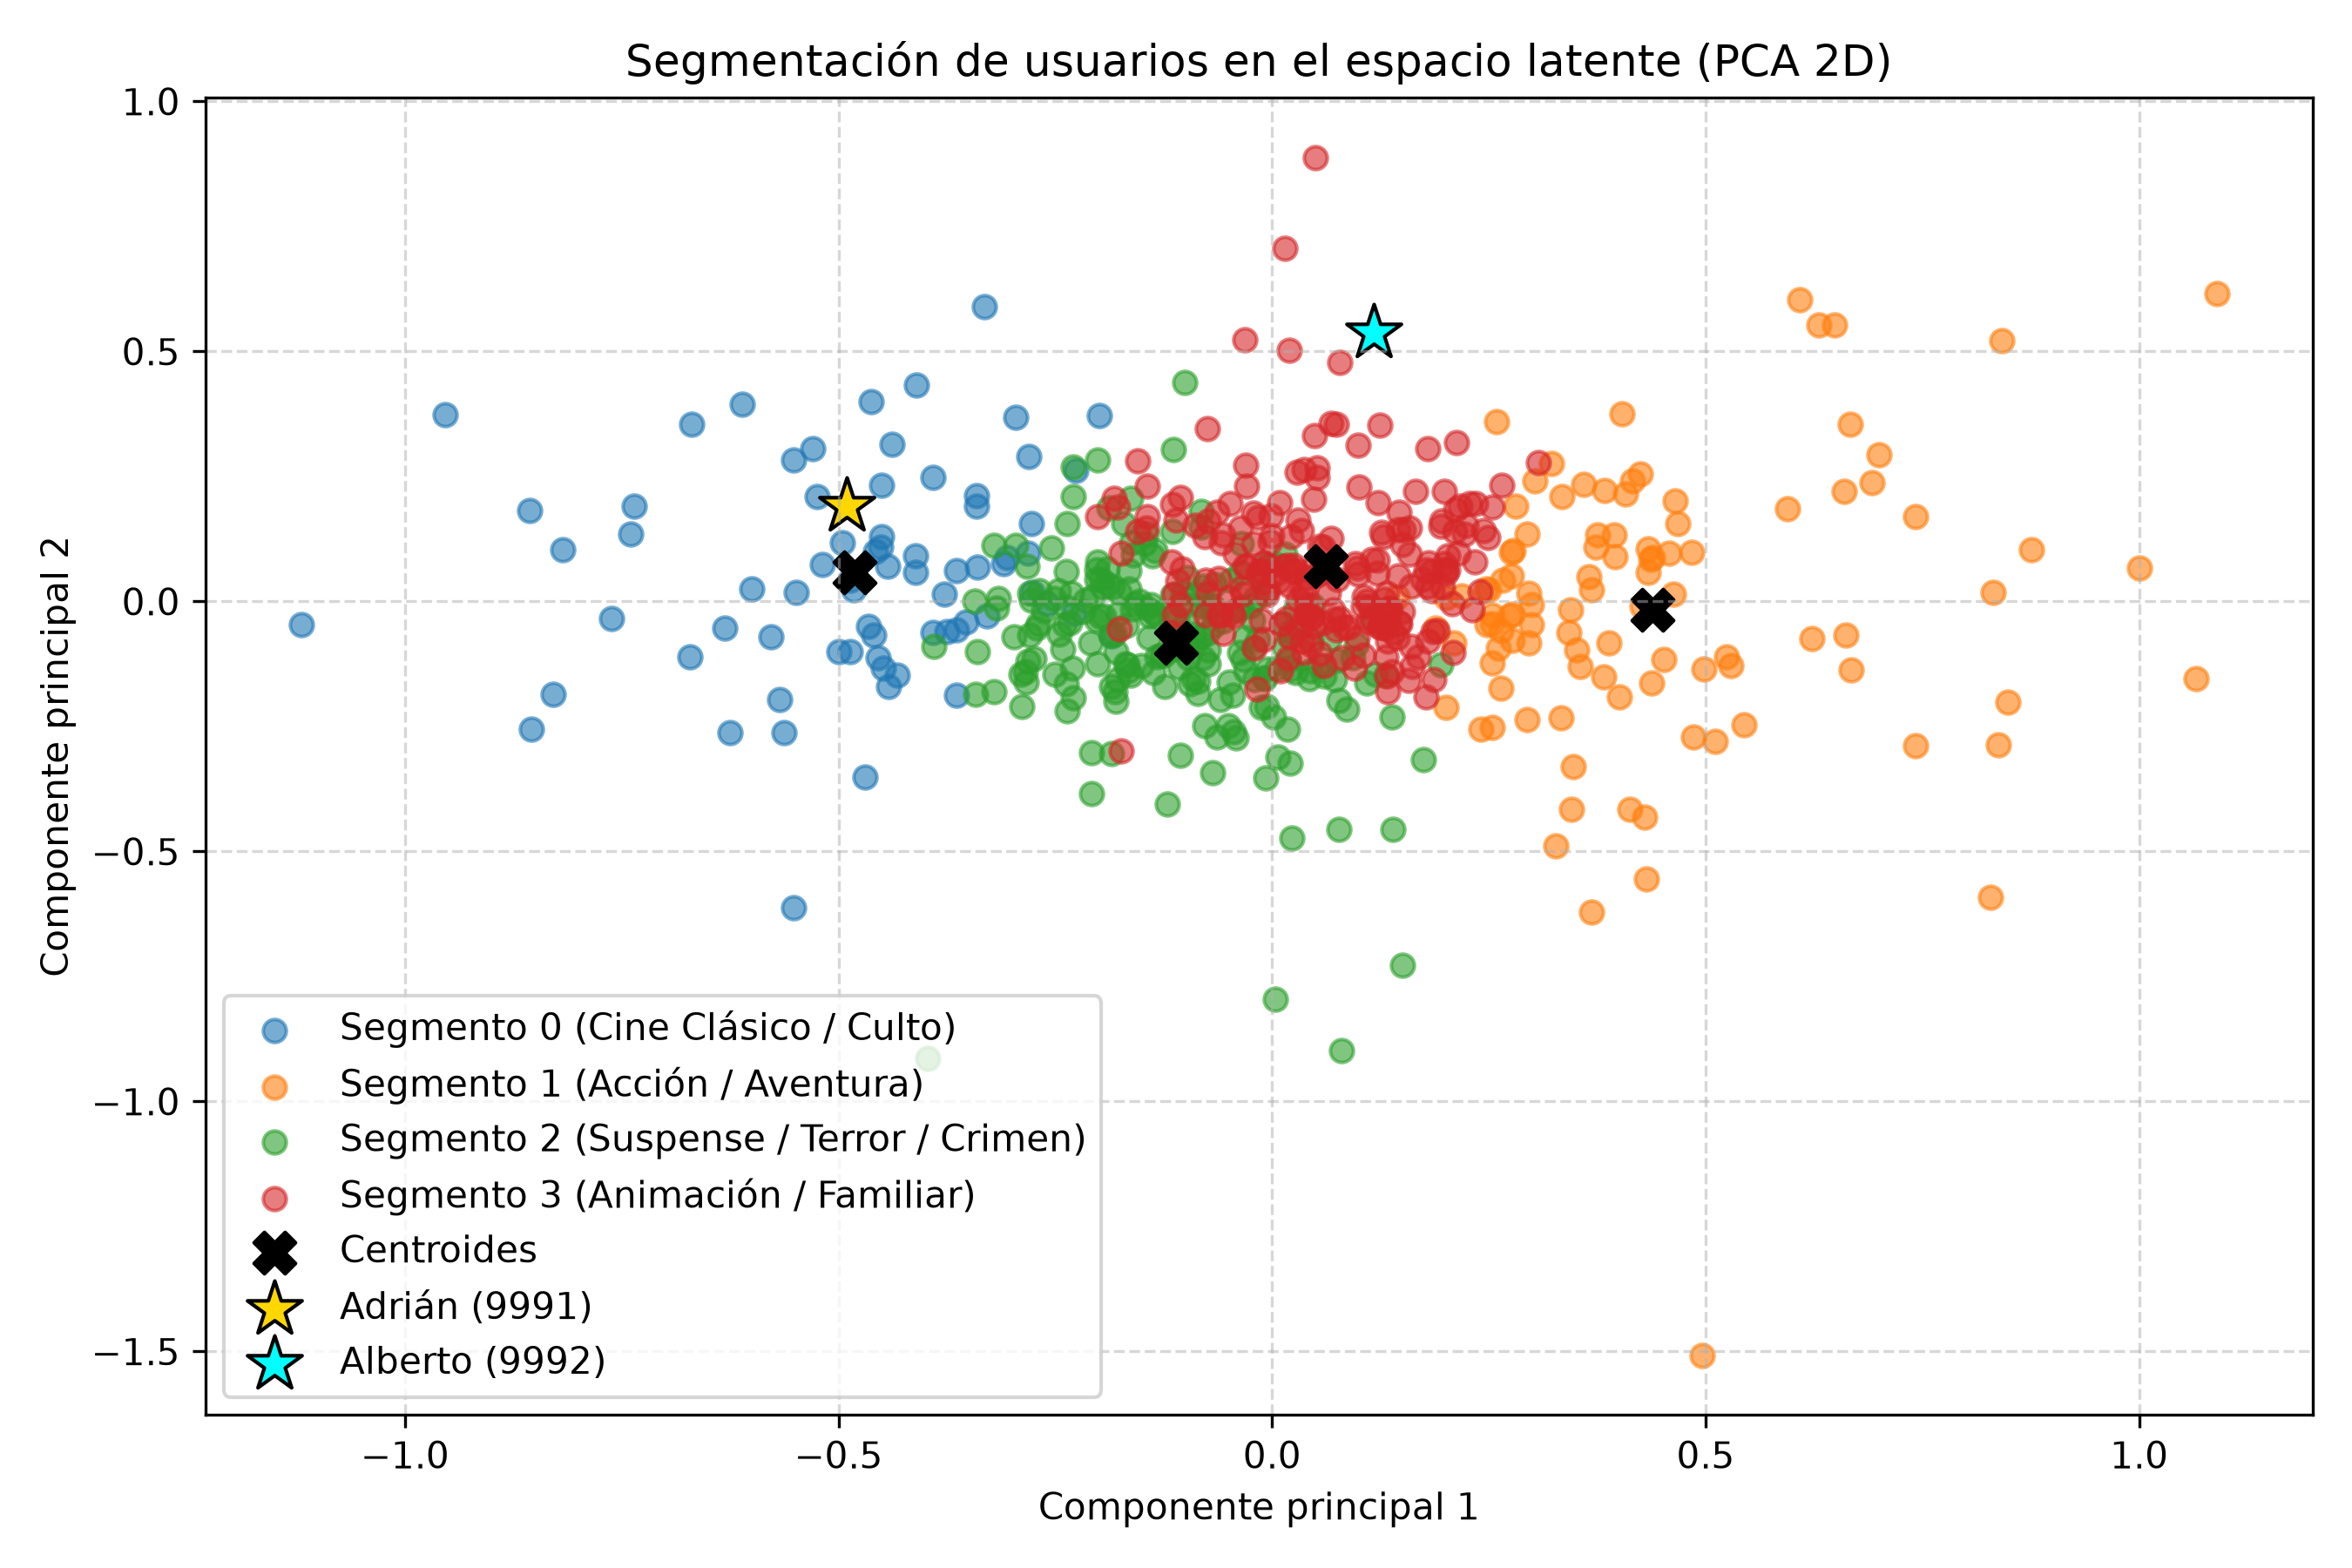 Segmentación de usuarios en el espacio latente (PCA 2D)
1.0
0.5
0.0
−0.5
−1.0
−1.5
Componente principal 2
Segmento 0 (Cine Clásico / Culto)
Segmento 1 (Acción / Aventura)
Segmento 2 (Suspense / Terror / Crimen)
Segmento 3 (Animación / Familiar)
Centroides
Adrián (9991)
Alberto (9992)
−1.0
−0.5
0.0
0.5
1.0
Componente principal 1